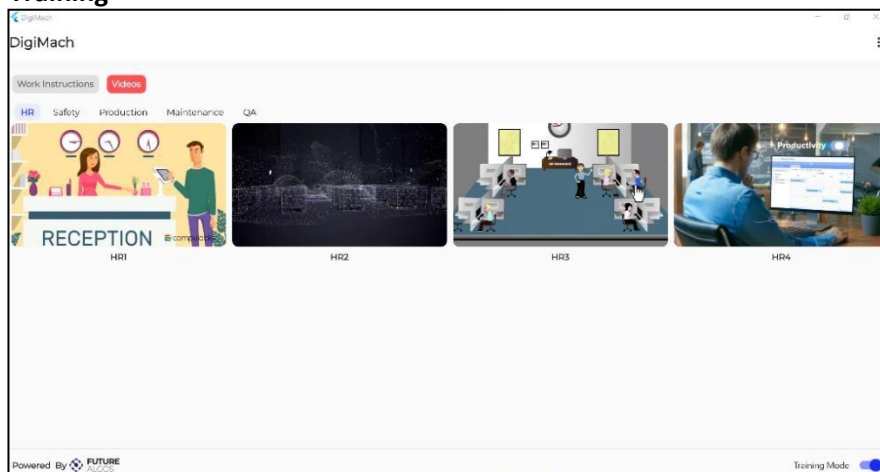 Training
DigiMach
DigiMach
Work Instructions Videos
HR Safety Production Maintenance QA
RECEPTION
Productivity
HR1 HR2 HR3 HR4
Powered By FUTURE ALGOS
Training Mode